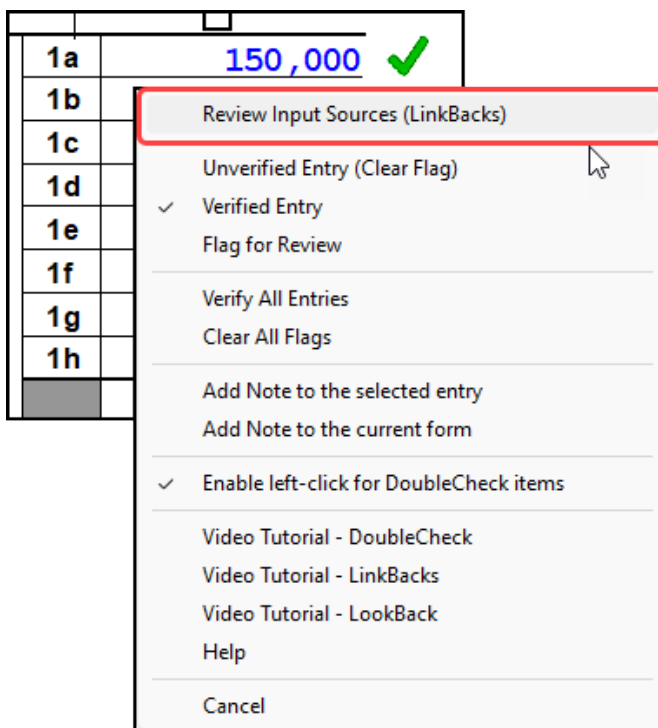 1a 150,000
1b
1c
1d
1e
1f
1g
1h
Review Input Sources (LinkBacks)
Unverified Entry (Clear Flag)
Verified Entry
Flag for Review
Verify All Entries
Clear All Flags
Add Note to the selected entry
Add Note to the current form
Enable left-click for DoubleCheck items
Video Tutorial - DoubleCheck
Video Tutorial - LinkBacks
Video Tutorial - LookBack
Help
Cancel